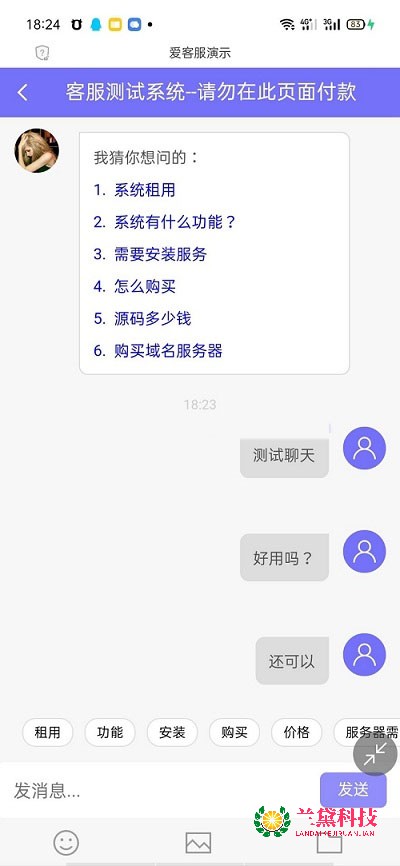 18:24
4G
3G
83
爱客服演示
客服测试系统--请勿在此页面付款
我猜你想问的：
1. 系统租用
2. 系统有什么功能？
3. 需要安装服务
4. 怎么购买
5. 源码多少钱
6. 购买域名服务器
18:23
测试聊天
好用吗？
还可以
租用 功能 安装 购买 价格 服务器需
发消息... 发送
兰黛科技